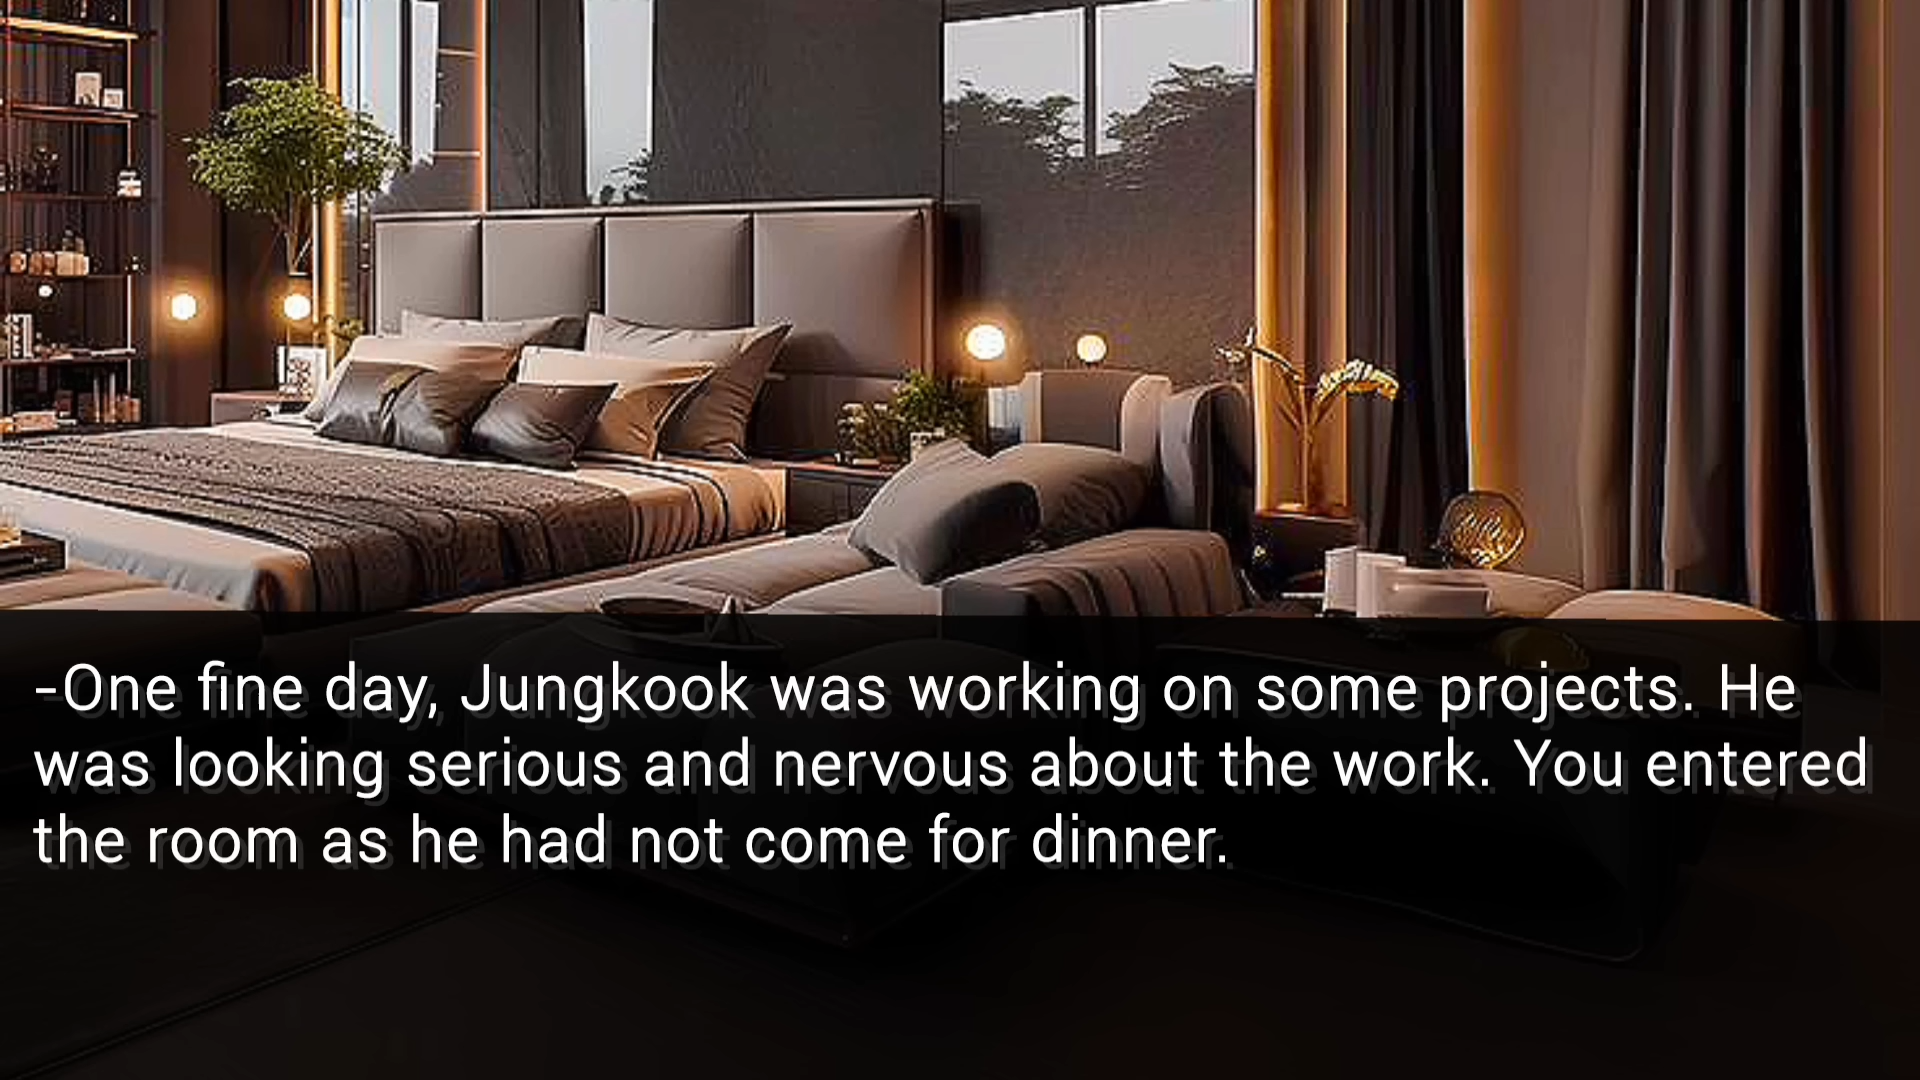 -One fine day, Jungkook was working on some projects. He
was looking serious and nervous about the work. You entered
the room as he had not come for dinner.